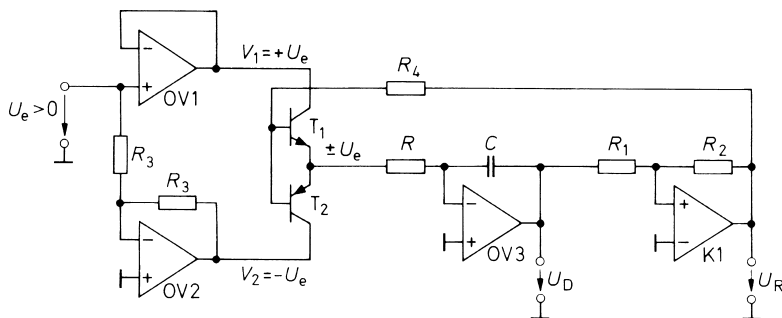 V₁=+Uₑ
−
+
OV1
Uₑ>0
R₃
R₃
−
+
OV2
V₂=−Uₑ
T₁
T₂
±Uₑ
R₄
R
C
−
+
OV3
U_D
R₁
R₂
+
−
K1
U_R